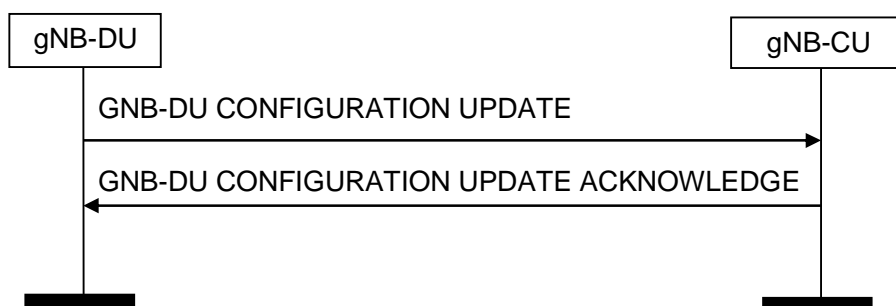 gNB-DU
gNB-CU
GNB-DU CONFIGURATION UPDATE
GNB-DU CONFIGURATION UPDATE ACKNOWLEDGE